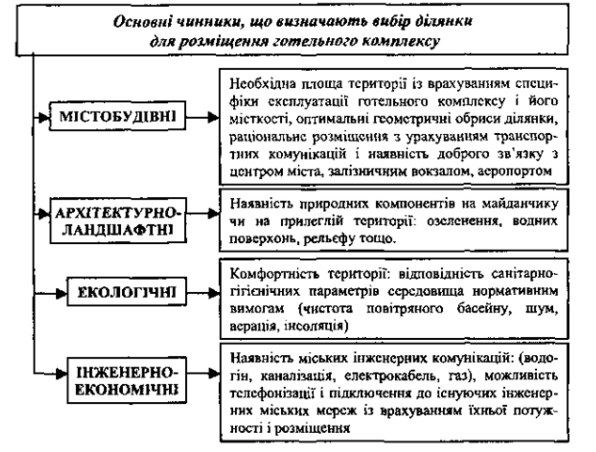 Основні чинники, що визначають вибір ділянки
для розміщення готельного комплексу
МІСТОБУДІВНІ
Необхідна площа території із врахуванням специ-
фіки експлуатації готельного комплексу і його
місткості, оптимальні геометричні обриси ділянки,
раціональне розміщення з урахуванням транспор-
тних комунікацій і наявність доброго зв'язку з
центром міста, залізничним вокзалом, аеропортом
АРХІТЕКТУРНО-
ЛАНДШАФТНІ
Наявність природних компонентів на майданчику
чи на прилеглій території: озеленення, водних
поверхонь, рельєфу тощо.
ЕКОЛОГІЧНІ
Комфортність території: відповідність санітарно-
гігієнічних параметрів середовища нормативним
вимогам (чистота повітряного басейну, шум,
аерація, інсоляція)
ІНЖЕНЕРНО-
ЕКОНОМІЧНІ
Наявність міських інженерних комунікацій: (водо-
гін, каналізація, електрокабель, газ), можливість
телефонізації і підключення до існуючих інженер-
них міських мереж із врахуванням їхньої потуж-
ності і розміщення